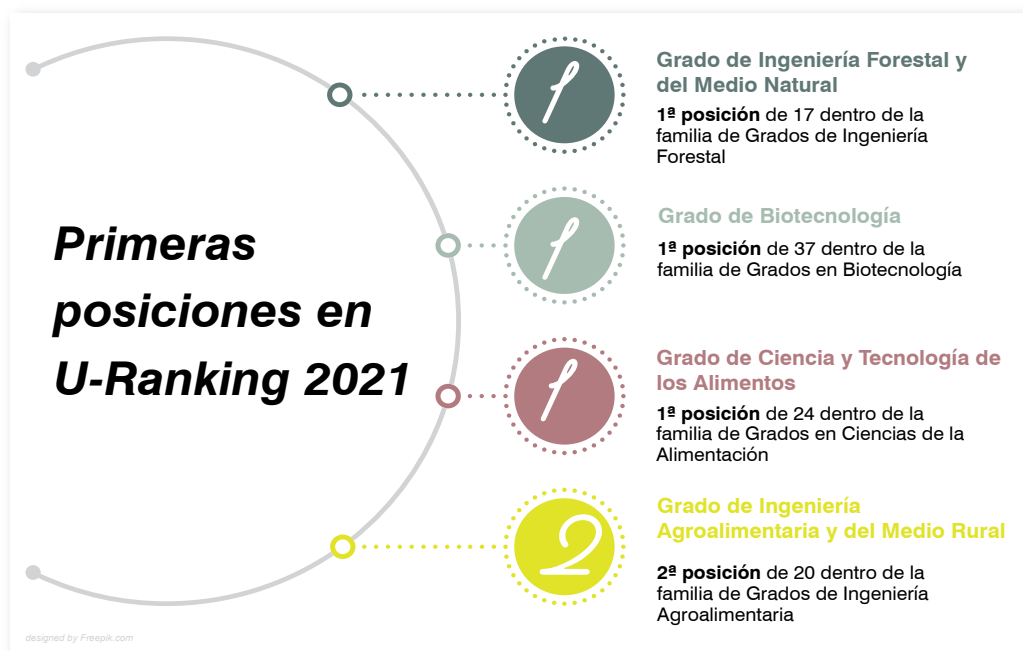 Primeras
posiciones en
U-Ranking 2021
1
Grado de Ingeniería Forestal y
del Medio Natural
1ª posición de 17 dentro de la
familia de Grados de Ingeniería
Forestal
1
Grado de Biotecnología
1ª posición de 37 dentro de la
familia de Grados en Biotecnología
1
Grado de Ciencia y Tecnología de
los Alimentos
1ª posición de 24 dentro de la
familia de Grados en Ciencias de la
Alimentación
2
Grado de Ingeniería
Agroalimentaria y del Medio Rural
2ª posición de 20 dentro de la
familia de Grados de Ingeniería
Agroalimentaria
designed by Freepik.com